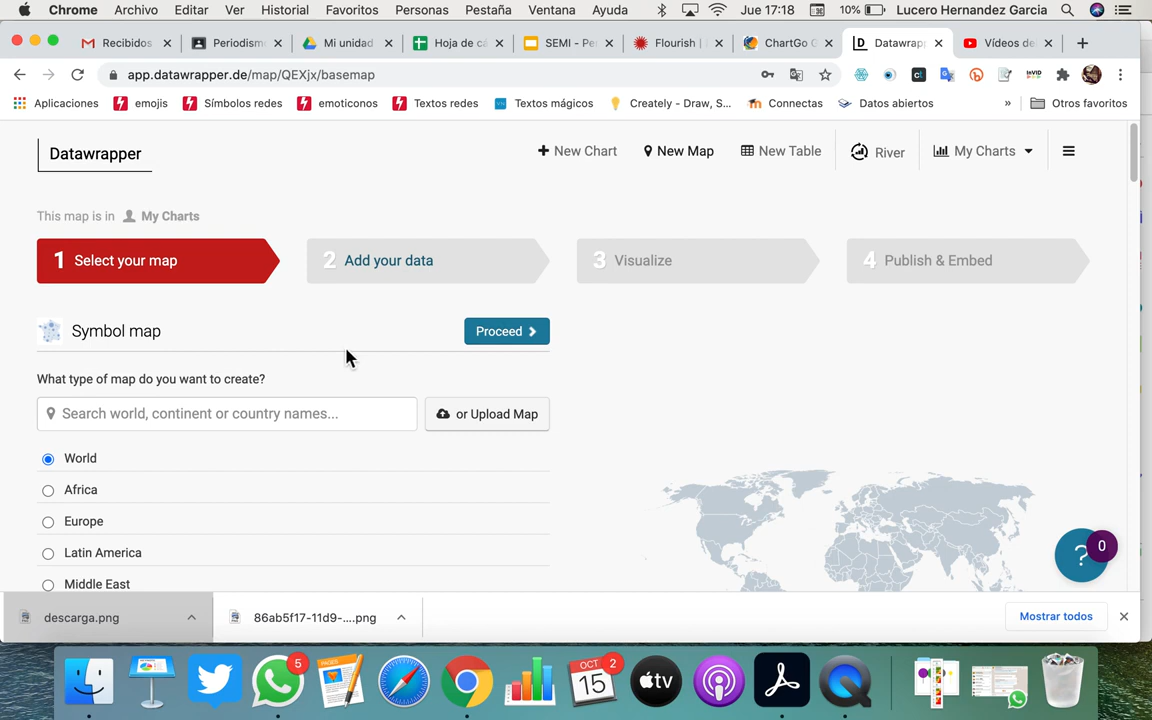 Chrome Archivo Editar Ver Historial Favoritos Personas Pestaña Ventana Ayuda Jue 17:18 10% Lucero Hernandez Garcia
Recibidos Periodism Mi unidad Hoja de cá SEMI - Pe Flourish | ChartGo Datawrap Vídeos de
app.datawrapper.de/map/QEXjx/basemap
Aplicaciones emojis Símbolos redes emoticonos Textos redes Textos mágicos Creately - Draw, S... Connectas Datos abiertos » Otros favoritos
Datawrapper
New Chart New Map New Table River My Charts
This map is in My Charts
1 Select your map 2 Add your data 3 Visualize 4 Publish & Embed
Symbol map Proceed
What type of map do you want to create?
Search world, continent or country names... or Upload Map
World
Africa
Europe
Latin America
Middle East
? 0
descarga.png 86ab5f17-11d9-....png Mostrar todos
5 PAGES OCT 2 15 tv